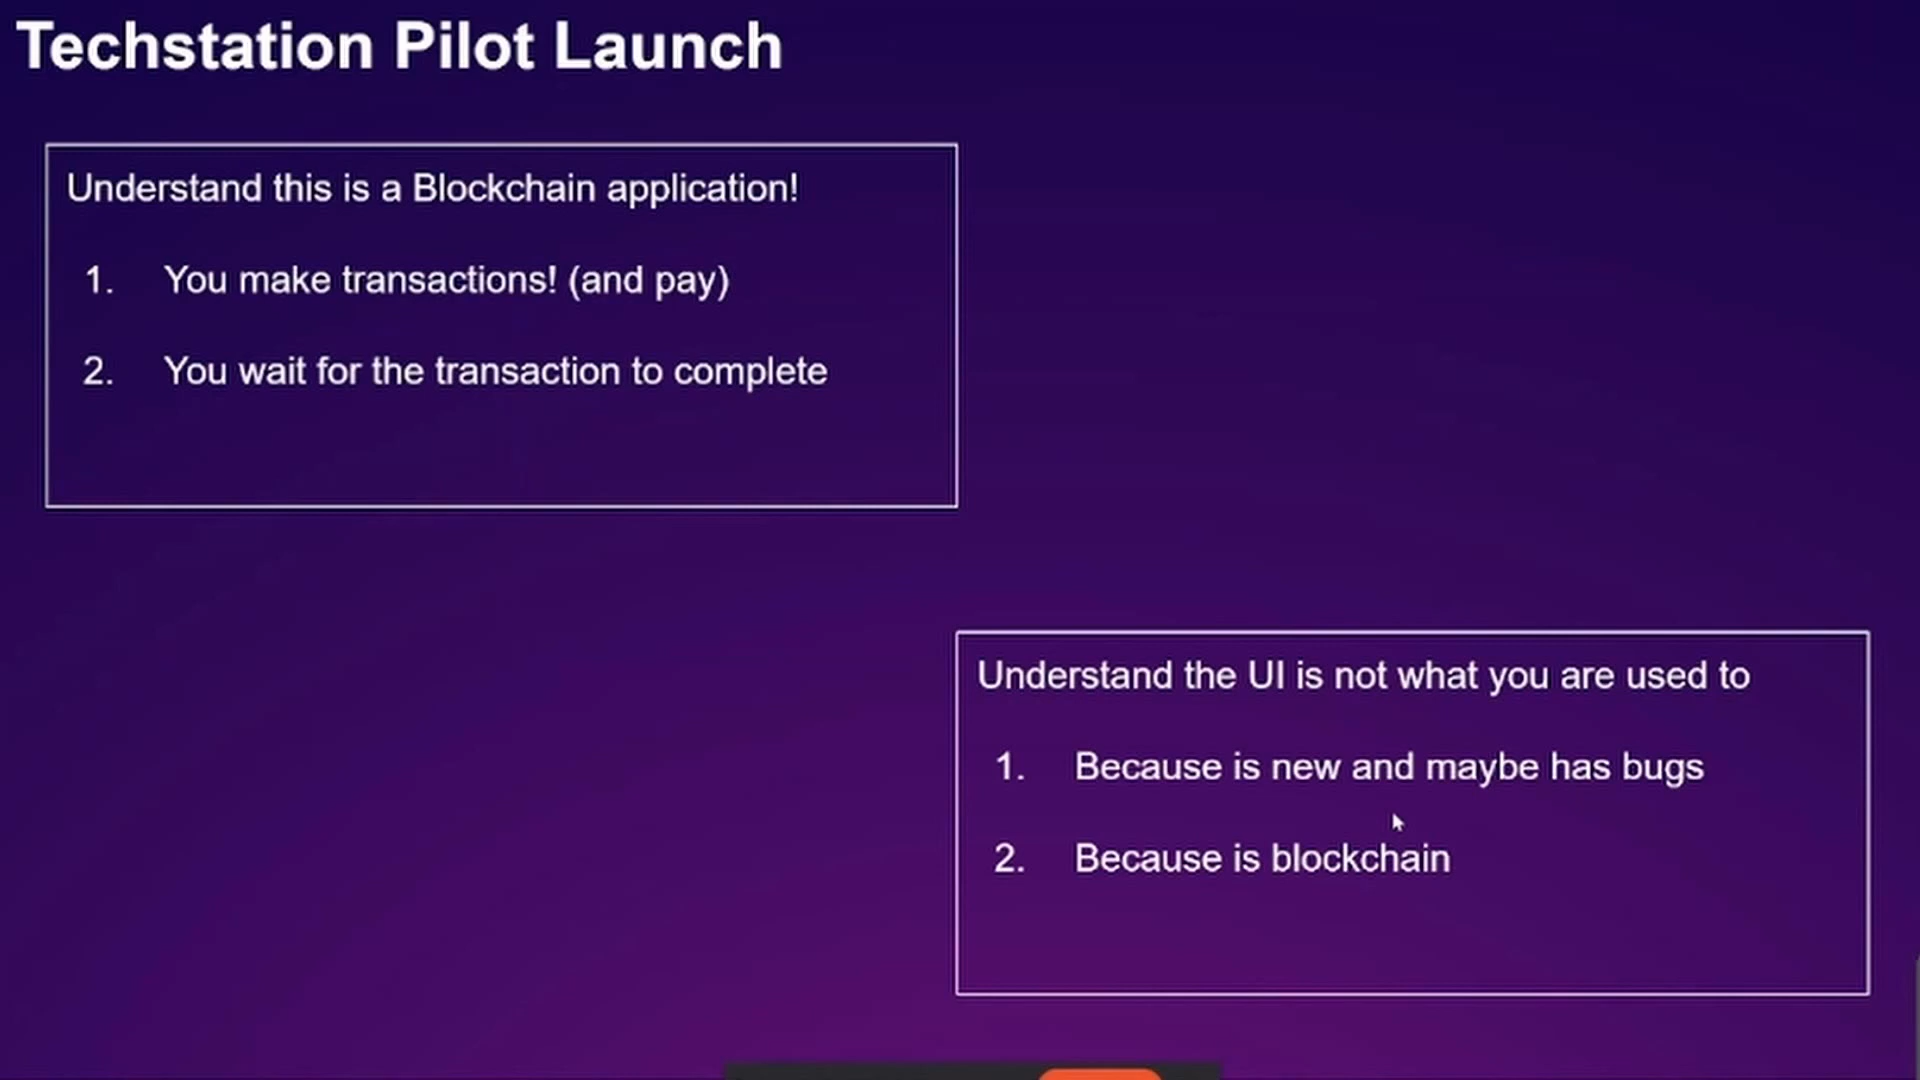 Techstation Pilot Launch
Understand this is a Blockchain application!
1. You make transactions! (and pay)
2. You wait for the transaction to complete
Understand the UI is not what you are used to
1. Because is new and maybe has bugs
2. Because is blockchain